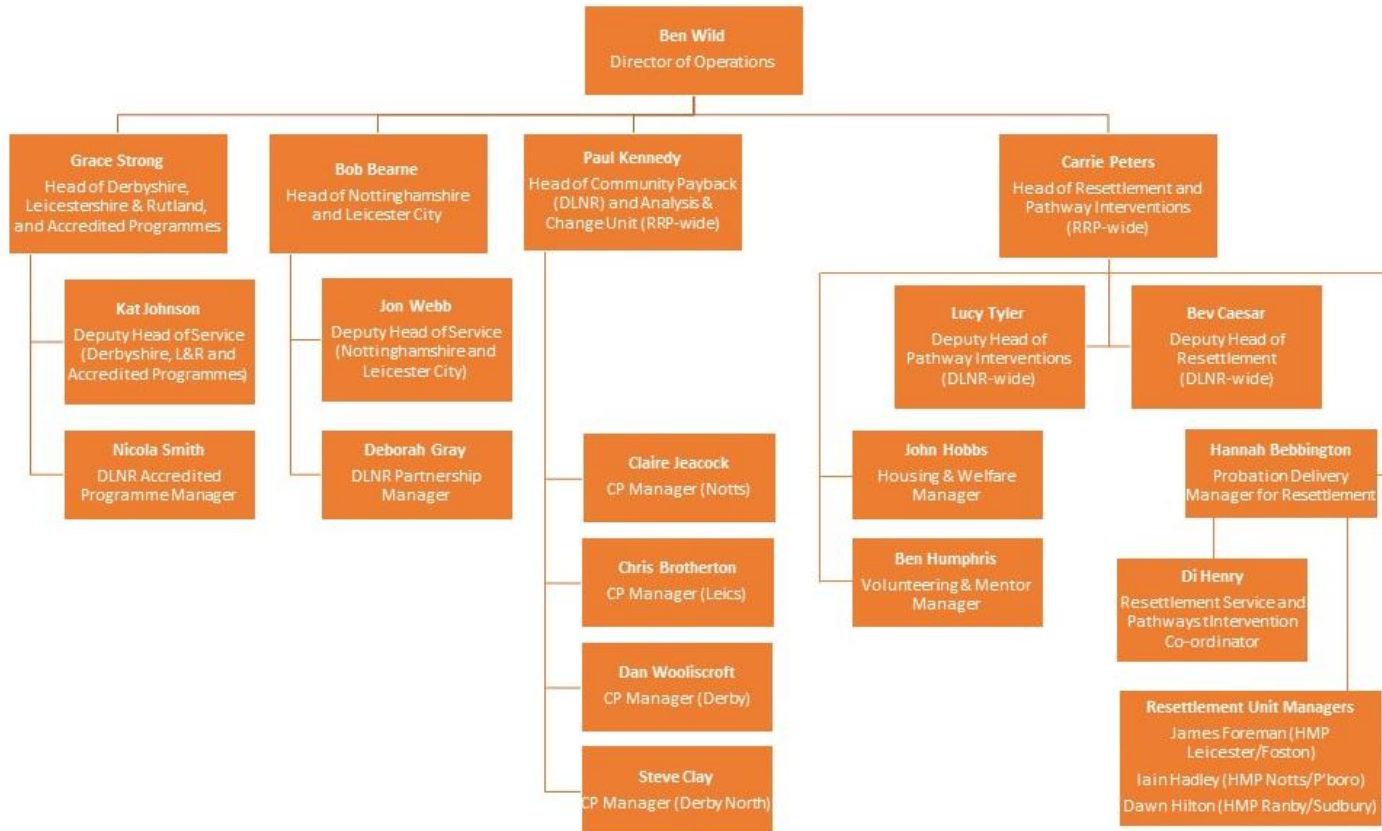 Ben Wild
Director of Operations
Grace Strong
Head of Derbyshire,
Leicestershire & Rutland,
and Accredited Programmes
Bob Bearne
Head of Nottinghamshire
and Leicester City
Paul Kennedy
Head of Community Payback
(DLNR) and Analysis &
Change Unit (RRP-wide)
Carrie Peters
Head of Resettlement and
Pathway Interventions
(RRP-wide)
Kat Johnson
Deputy Head of Service
(Derbyshire, L&R and
Accredited Programmes)
Jon Webb
Deputy Head of Service
(Nottinghamshire and
Leicester City)
Lucy Tyler
Deputy Head of
Pathway Interventions
(DLNR-wide)
Bev Caesar
Deputy Head of
Resettlement
(DLNR-wide)
Nicola Smith
DLNR Accredited
Programme Manager
Deborah Gray
DLNR Partnership
Manager
Claire Jeacock
CP Manager (Notts)
John Hobbs
Housing & Welfare
Manager
Hannah Bebbington
Probation Delivery
Manager for Resettlement
Chris Brotherton
CP Manager (Leics)
Ben Humphris
Volunteering & Mentor
Manager
Di Henry
Resettlement Service and
Pathways tIntervention
Co-ordinator
Dan Wooliscroft
CP Manager (Derby)
Steve Clay
CP Manager (Derby North)
Resettlement Unit Managers
James Foreman (HMP
Leicester/Foston)
Iain Hadley (HMP Notts/P'boro)
Dawn Hilton (HMP Ranby/Sudbury)